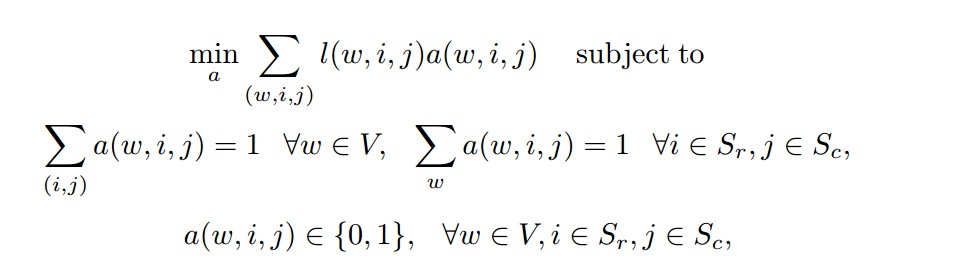 min_a ∑_{(w,i,j)} l(w, i, j)a(w, i, j) subject to
∑_{(i,j)} a(w, i, j) = 1 ∀w ∈ V, ∑_w a(w, i, j) = 1 ∀i ∈ S_r, j ∈ S_c,
a(w, i, j) ∈ {0, 1}, ∀w ∈ V, i ∈ S_r, j ∈ S_c,